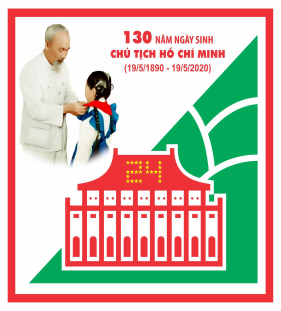 130 NĂM NGÀY SINH
CHỦ TỊCH HỒ CHÍ MINH
(19/5/1890 - 19/5/2020)